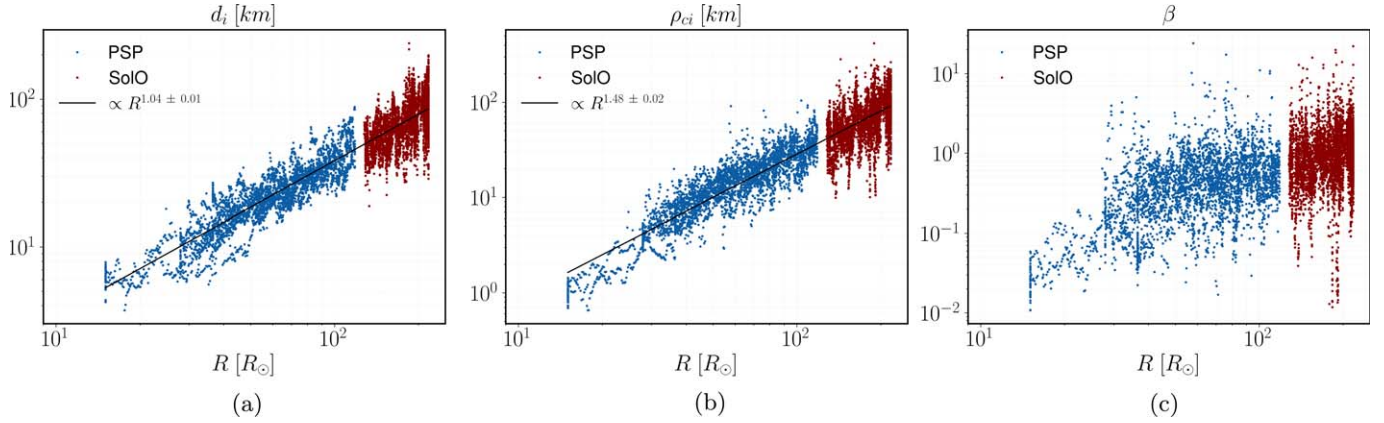 d_i [km]
PSP
SolO
∝ R^{1.04 ± 0.01}
10^2
10^1
10^1
10^2
R [R_⊙]
(a)
ρ_{ci} [km]
PSP
SolO
∝ R^{1.48 ± 0.02}
10^2
10^1
10^0
10^1
10^2
R [R_⊙]
(b)
β
PSP
SolO
10^1
10^0
10^{-1}
10^{-2}
10^1
10^2
R [R_⊙]
(c)